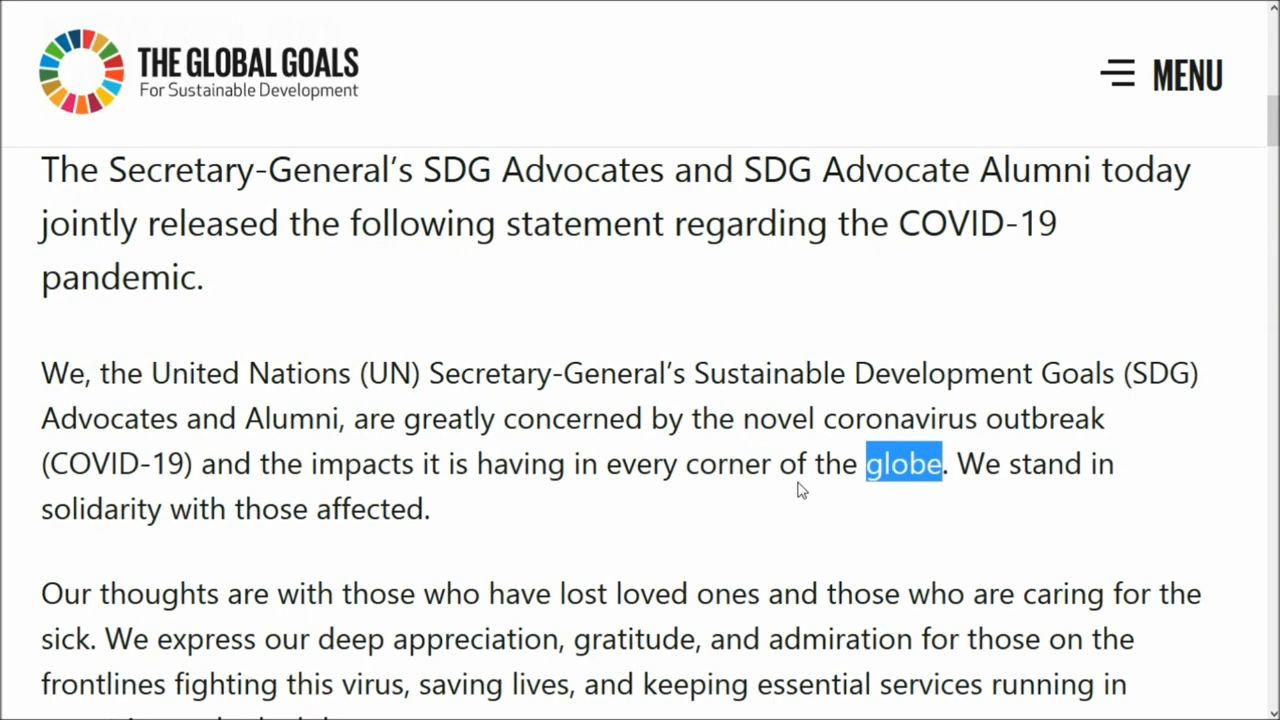 THE GLOBAL GOALS
For Sustainable Development
MENU
The Secretary-General’s SDG Advocates and SDG Advocate Alumni today
jointly released the following statement regarding the COVID-19
pandemic.
We, the United Nations (UN) Secretary-General’s Sustainable Development Goals (SDG)
Advocates and Alumni, are greatly concerned by the novel coronavirus outbreak
(COVID-19) and the impacts it is having in every corner of the globe. We stand in
solidarity with those affected.
Our thoughts are with those who have lost loved ones and those who are caring for the
sick. We express our deep appreciation, gratitude, and admiration for those on the
frontlines fighting this virus, saving lives, and keeping essential services running in